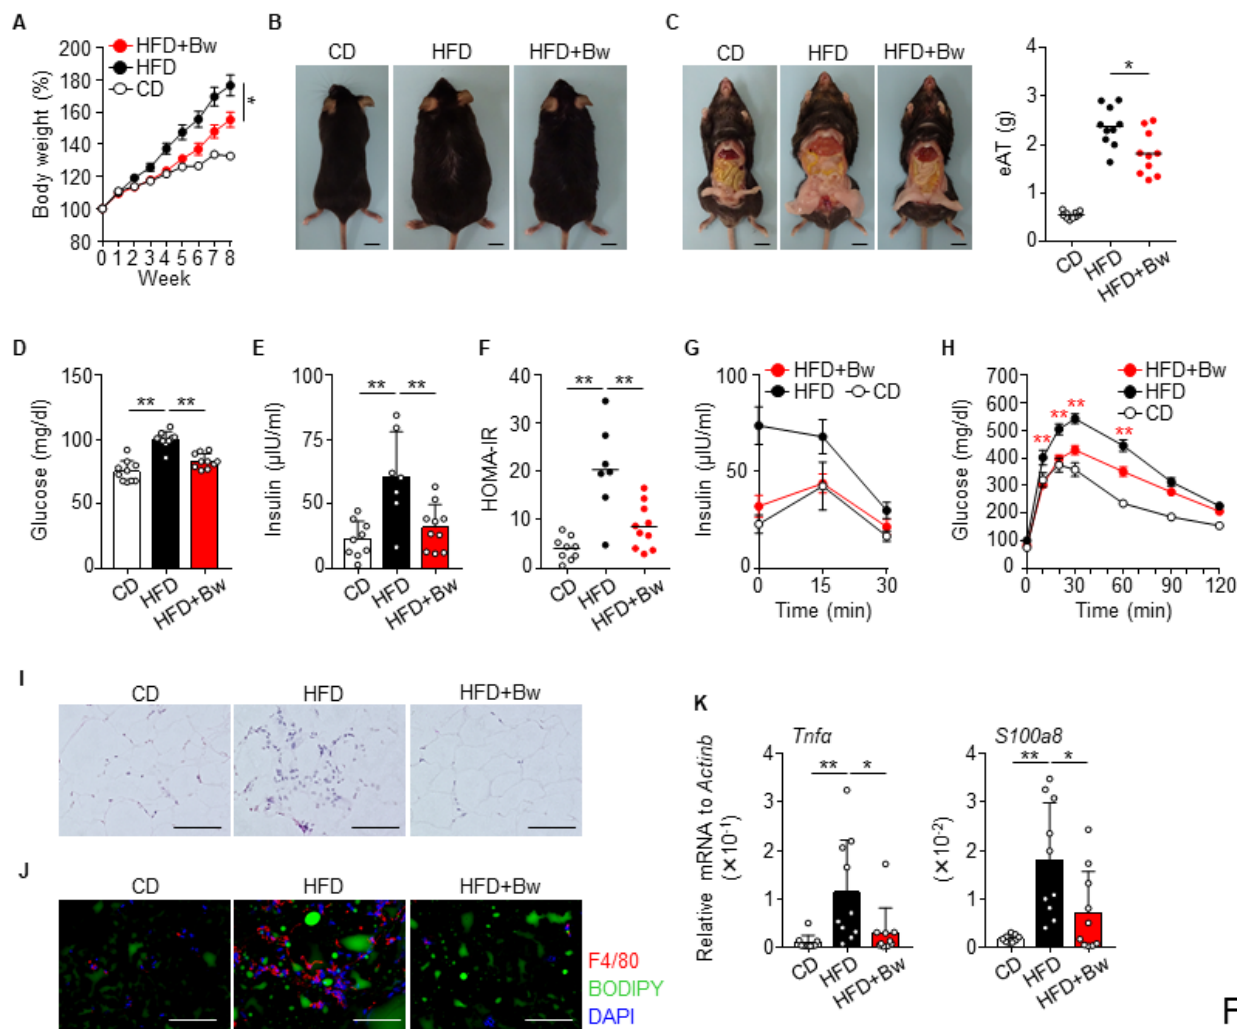 A
HFD+Bw
HFD
CD
Body weight (%)
200
180
160
140
120
100
80
0 1 2 3 4 5 6 7 8
Week
*
B
CD HFD HFD+Bw
C
CD HFD HFD+Bw
eAT (g)
4
3
2
1
0
*
CD HFD HFD+Bw
D
Glucose (mg/dl)
150
100
50
0
** **
CD HFD HFD+Bw
E
Insulin (µIU/ml)
100
75
50
0
** **
CD HFD HFD+Bw
F
HOMA-IR
40
30
20
10
0
** **
CD HFD HFD+Bw
G
HFD+Bw
HFD CD
Insulin (µIU/ml)
100
50
0
0 15 30
Time (min)
H
HFD+Bw
HFD
CD
Glucose (mg/dl)
700
600
500
400
300
200
100
0
** ** ** **
0 30 60 90 120
Time (min)
I
CD HFD HFD+Bw
J
CD HFD HFD+Bw
F4/80
BODIPY
DAPI
K
Relative mRNA to Actinb
(×10-1)
Tnfα
4
3
2
1
0
** *
CD HFD HFD+Bw
(×10-2)
S100a8
4
3
2
1
0
** *
CD HFD HFD+Bw
F